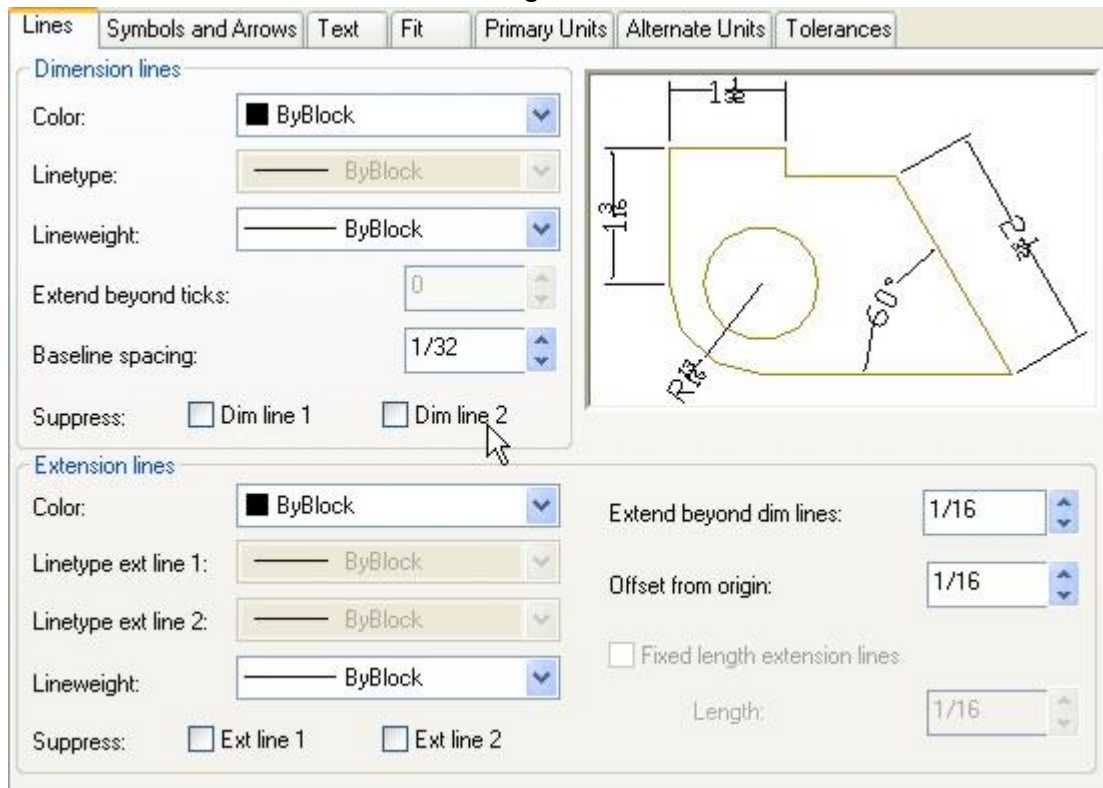 Lines Symbols and Arrows Text Fit Primary Units Alternate Units Tolerances
Dimension lines
Color: ByBlock
Linetype: ByBlock
Lineweight: ByBlock
Extend beyond ticks: 0
Baseline spacing: 1/32
Suppress: Dim line 1 Dim line 2
60°
Extension lines
Color: ByBlock
Linetype ext line 1: ByBlock
Linetype ext line 2: ByBlock
Lineweight: ByBlock
Suppress: Ext line 1 Ext line 2
Extend beyond dim lines: 1/16
Offset from origin: 1/16
Fixed length extension lines
Length: 1/16